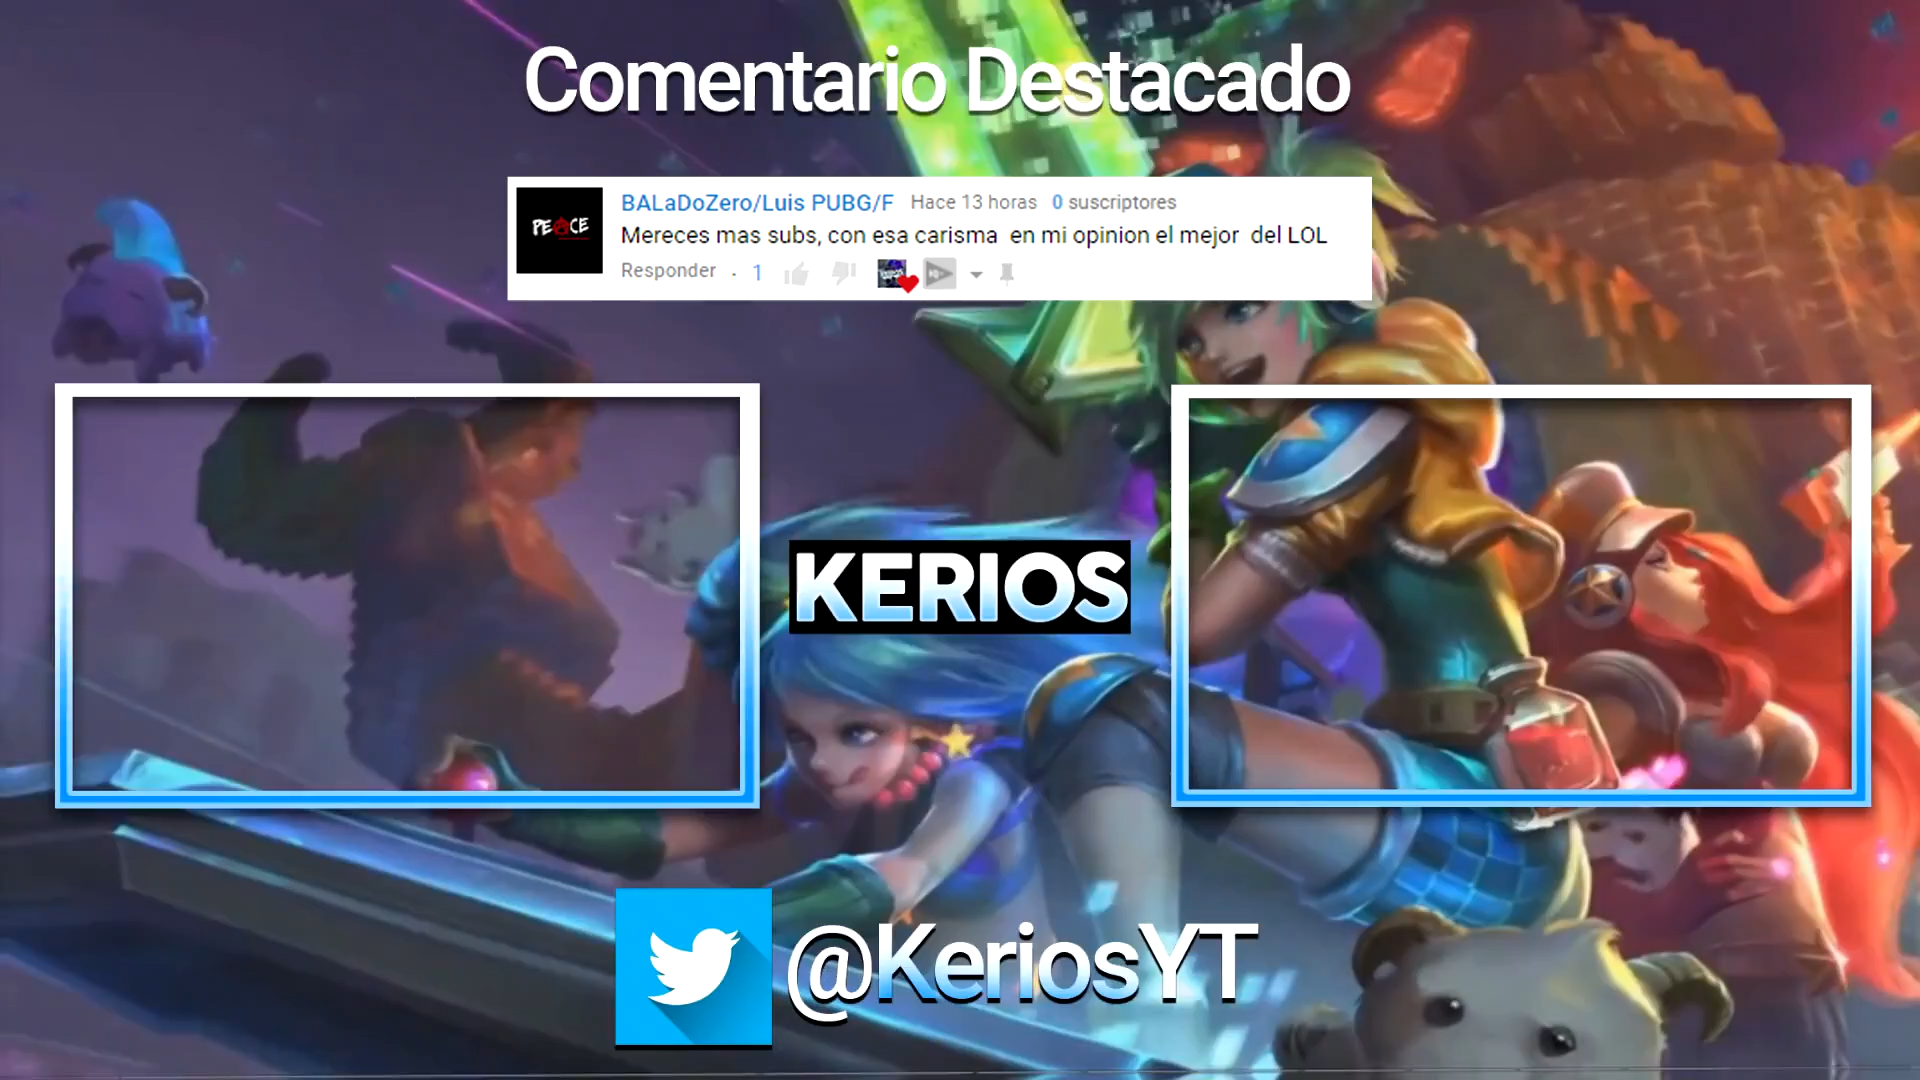 Comentario Destacado
PEACE
BALaDoZero/Luis PUBG/F Hace 13 horas 0 suscriptores
Mereces mas subs, con esa carisma en mi opinion el mejor del LOL
Responder · 1
KERIOS
@KeriosYT